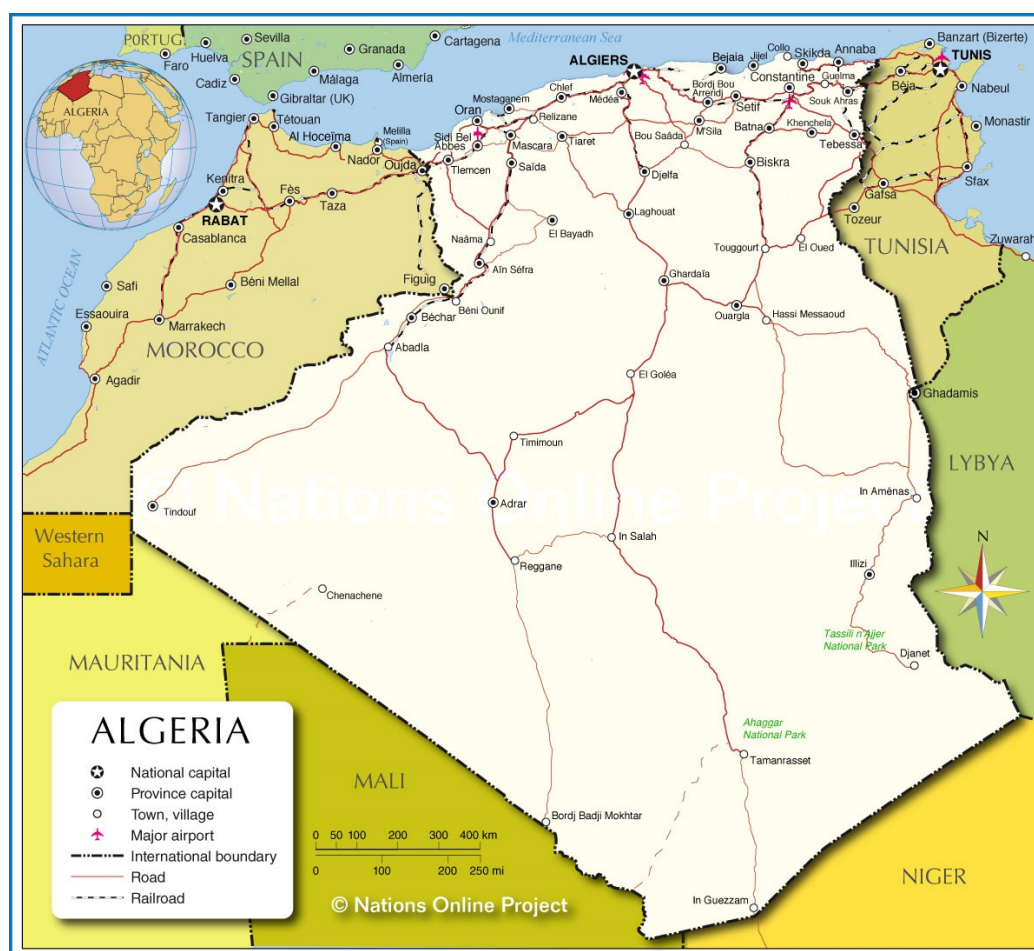 PORTUG.
Sevilla
Huelva
Faro
SPAIN
Granada
Cartagena
Mediterranean Sea
Cadiz
Málaga
Almería
Gibraltar (UK)
ALGERIA
Tangier
Tétouan
Al Hoceïma
Melilla
(Spain)
Nador
Oujda
Kenitra
RABAT
Fès
Taza
Casablanca
ATLANTIC OCEAN
Safi
Béni Mellal
Essaouira
Marrakech
MOROCCO
Agadir
Figuig
ALGIERS
Bejaia
Jijel
Collo
Skikda
Annaba
Banzart (Bizerte)
TUNIS
Constantine
Guelma
Béja
Nabeul
Mostaganem
Chlef
Médéa
Bordj Bou
Arreridj
Setif
Souk Ahras
Oran
Relizane
Monastir
Sidi Bel
Abbes
Mascara
Tiaret
Bou Saâda
M'Sila
Batna
Khenchela
Tebessa
Tlemcen
Saïda
Djelfa
Biskra
Gafsa
Sfax
Laghouat
Tozeur
El Bayadh
Naâma
Touggourt
El Oued
TUNISIA
Zuwarah
Aïn Séfra
Ghardaïa
Béni Ounif
Ouargla
Hassi Messaoud
Béchar
Abadla
El Goléa
Ghadamis
Timimoun
LYBYA
© Nations Online Project
Tindouf
Adrar
In Aménas
Western
Sahara
In Salah
Reggane
Illizi
N
Chenachene
Tassili n'Ajjer
National Park
Djanet
MAURITANIA
Ahaggar
National Park
Tamanrasset
MALI
Bordj Badji Mokhtar
NIGER
In Guezzam
ALGERIA
National capital
Province capital
Town, village
Major airport
International boundary
Road
Railroad
0 50 100 200 300 400 km
0 100 200 250 mi
© Nations Online Project